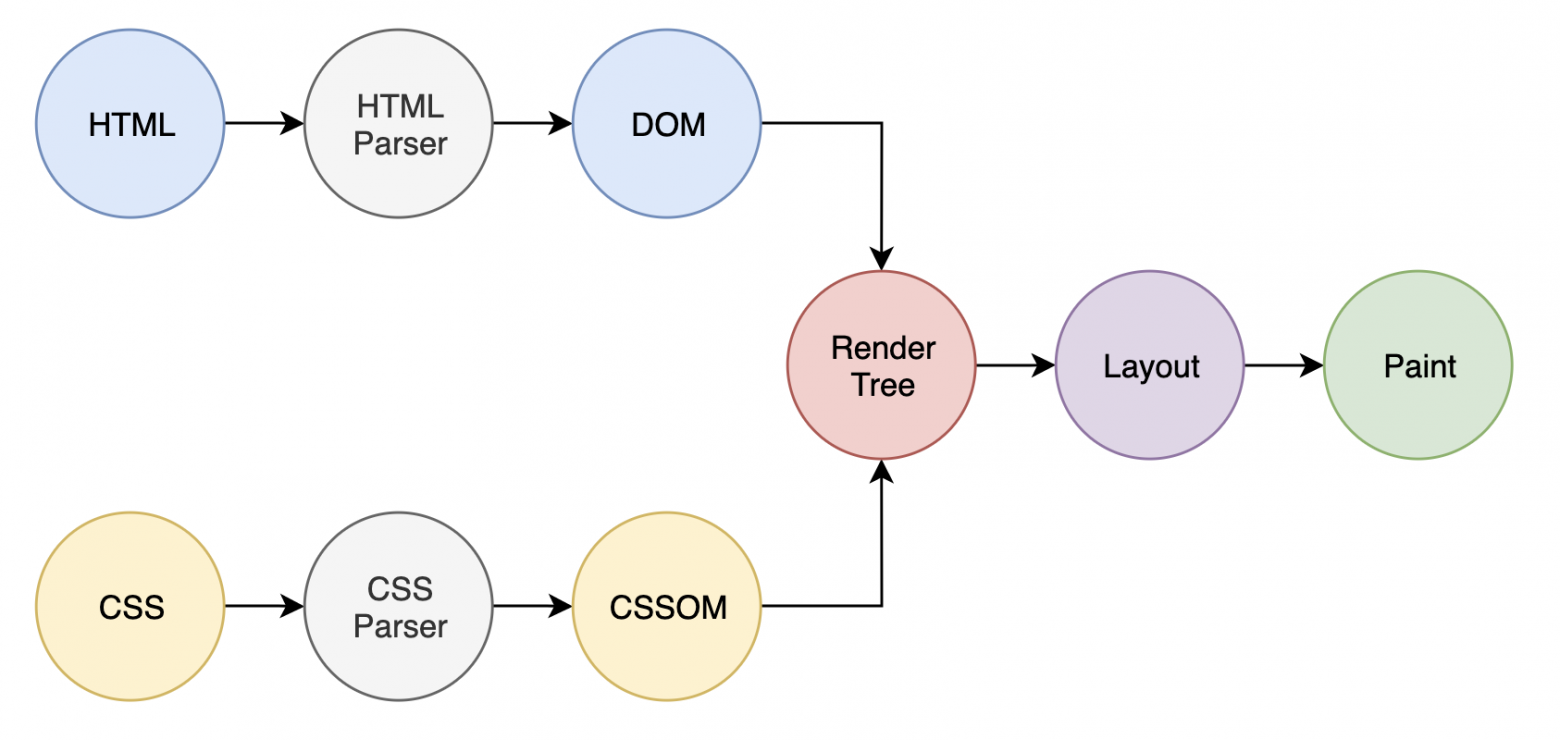 HTML
HTML
Parser
DOM
Render
Tree
Layout
Paint
CSS
CSS
Parser
CSSOM